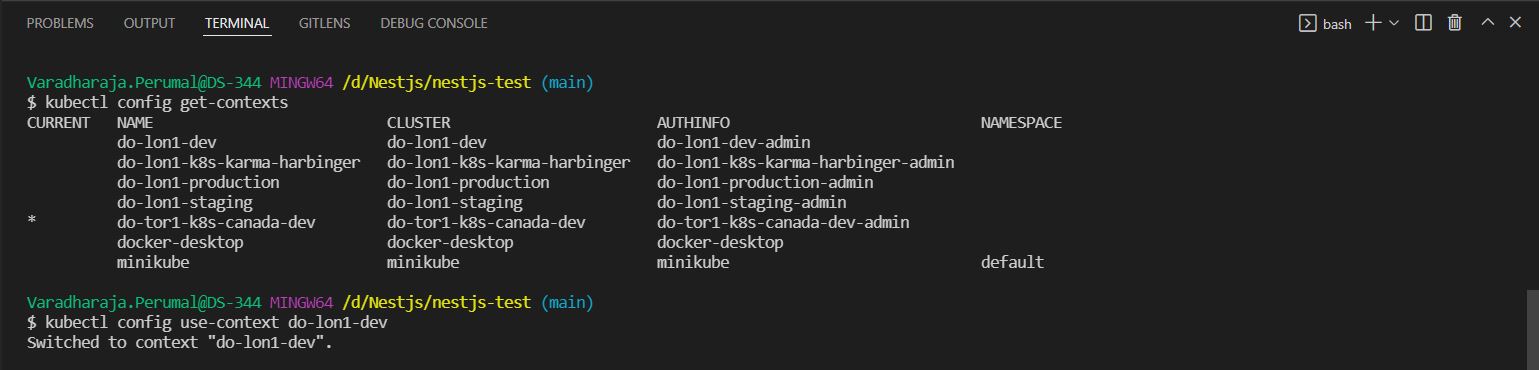 PROBLEMS OUTPUT TERMINAL GITLENS DEBUG CONSOLE bash
Varadharaja.Perumal@DS-344 MINGW64 /d/Nestjs/nestjs-test (main)
$ kubectl config get-contexts
CURRENT   NAME                          CLUSTER                       AUTHINFO                            NAMESPACE
          do-lon1-dev                   do-lon1-dev                   do-lon1-dev-admin
          do-lon1-k8s-karma-harbinger   do-lon1-k8s-karma-harbinger   do-lon1-k8s-karma-harbinger-admin
          do-lon1-production            do-lon1-production            do-lon1-production-admin
          do-lon1-staging               do-lon1-staging               do-lon1-staging-admin
*         do-tor1-k8s-canada-dev        do-tor1-k8s-canada-dev        do-tor1-k8s-canada-dev-admin
          docker-desktop                docker-desktop                docker-desktop
          minikube                      minikube                      minikube                            default
Varadharaja.Perumal@DS-344 MINGW64 /d/Nestjs/nestjs-test (main)
$ kubectl config use-context do-lon1-dev
Switched to context "do-lon1-dev".